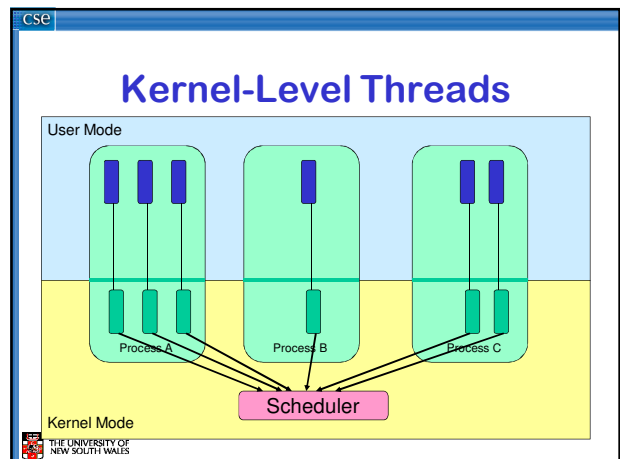 cse
Kernel-Level Threads
User Mode
Process A
Process B
Process C
Scheduler
Kernel Mode
THE UNIVERSITY OF
NEW SOUTH WALES